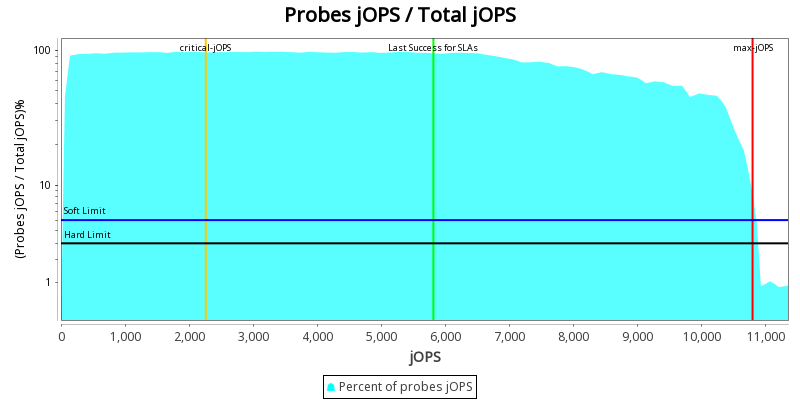 Probes jOPS / Total jOPS
critical-jOPS
Last Success for SLAs
max-jOPS
100
10
1
(Probes jOPS / Total jOPS)%
Soft Limit
Hard Limit
0
1,000
2,000
3,000
4,000
5,000
6,000
7,000
8,000
9,000
10,000
11,000
jOPS
Percent of probes jOPS